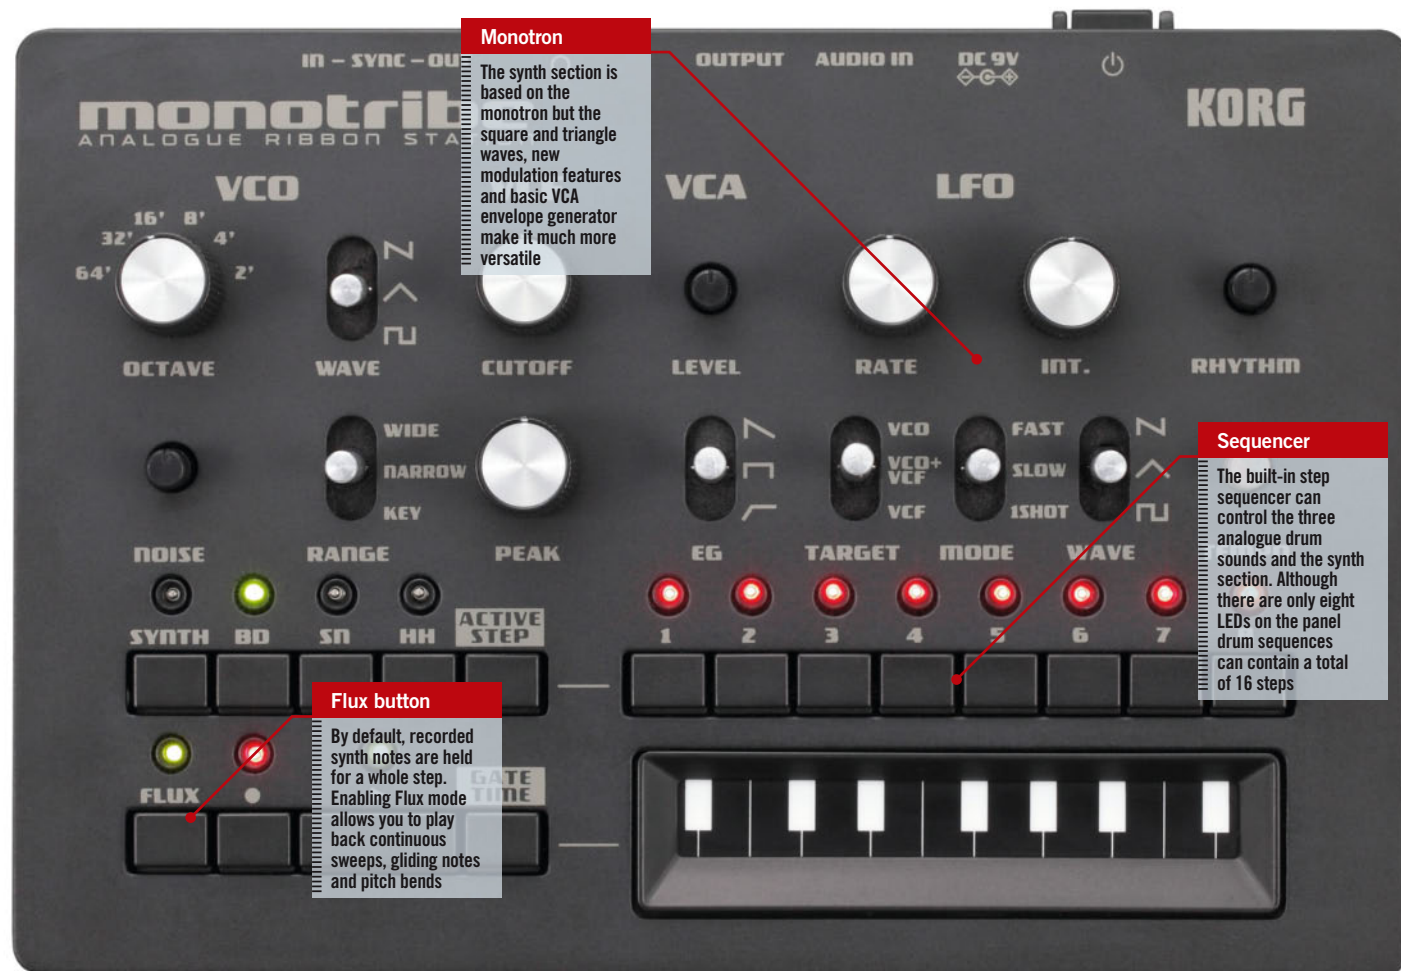 IN – SYNC – OU
OUTPUT
AUDIO IN
DC 9V
monotrib
KORG
ANALOGUE RIBBON STA
Monotron
The synth section is
based on the
monotron but the
square and triangle
waves, new
modulation features
and basic VCA
envelope generator
make it much more
versatile
VCO
VCA
LFO
64'
32'
16'
8'
4'
2'
OCTAVE
WAVE
CUTOFF
LEVEL
RATE
INT.
RHYTHM
WIDE
NARROW
KEY
VCO
VCO+
VCF
VCF
FAST
SLOW
1SHOT
NOISE
RANGE
PEAK
EG
TARGET
MODE
WAVE
Sequencer
The built-in step
sequencer can
control the three
analogue drum
sounds and the synth
section. Although
there are only eight
LEDs on the panel
drum sequences
can contain a total
of 16 steps
SYNTH
BD
SN
HH
ACTIVE
STEP
1
2
3
4
5
6
7
Flux button
By default, recorded
synth notes are held
for a whole step.
Enabling Flux mode
allows you to play
back continuous
sweeps, gliding notes
and pitch bends
FLUX
GATE
TIME